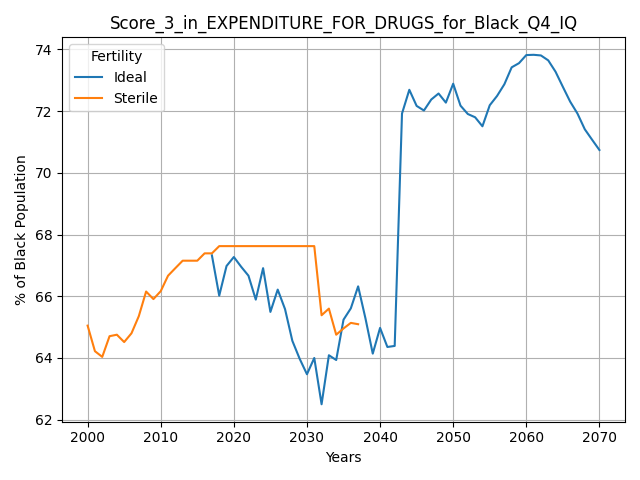 Score_3_in_EXPENDITURE_FOR_DRUGS_for_Black_Q4_IQ
Fertility
Ideal
Sterile
74
72
70
68
66
64
62
% of Black Population
2000
2010
2020
2030
2040
2050
2060
2070
Years